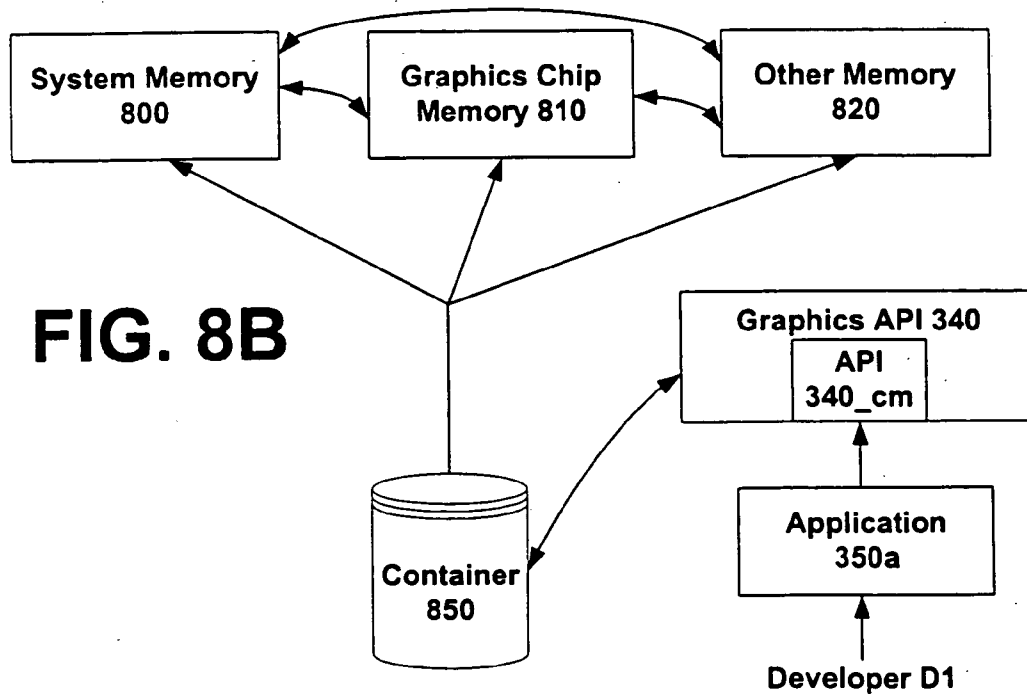 System Memory
800
Graphics Chip
Memory 810
Other Memory
820
FIG. 8B
Graphics API 340
API
340_cm
Application
350a
Container
850
Developer D1